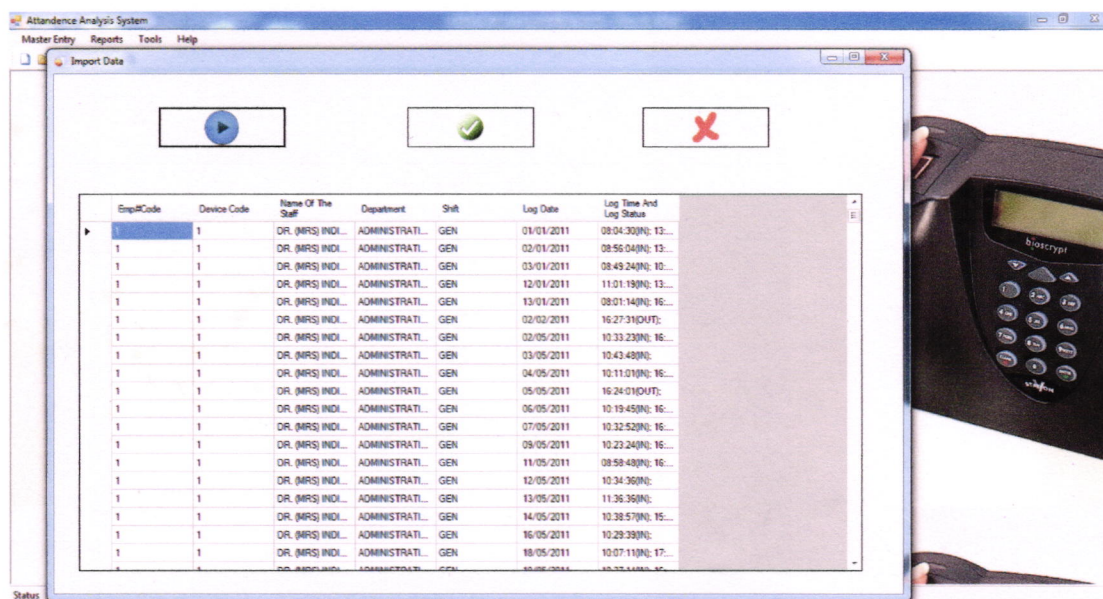 Attandence Analysis System
Master Entry Reports Tools Help
Import Data
Emp#Code Device Code Name Of The Staff Department Shift Log Date Log Time And Log Status
1 1 DR. (MRS) INDI... ADMINISTRATI... GEN 01/01/2011 08:04:30(IN); 13:...
1 1 DR. (MRS) INDI... ADMINISTRATI... GEN 02/01/2011 08:56:04(IN); 13:...
1 1 DR. (MRS) INDI... ADMINISTRATI... GEN 03/01/2011 08:49:24(IN); 10:...
1 1 DR. (MRS) INDI... ADMINISTRATI... GEN 12/01/2011 11:01:19(IN); 13:...
1 1 DR. (MRS) INDI... ADMINISTRATI... GEN 13/01/2011 08:01:14(IN); 16:...
1 1 DR. (MRS) INDI... ADMINISTRATI... GEN 02/02/2011 16:27:31(OUT);
1 1 DR. (MRS) INDI... ADMINISTRATI... GEN 02/05/2011 10:33:23(IN); 16:...
1 1 DR. (MRS) INDI... ADMINISTRATI... GEN 03/05/2011 10:43:48(IN);
1 1 DR. (MRS) INDI... ADMINISTRATI... GEN 04/05/2011 10:11:01(IN); 16:...
1 1 DR. (MRS) INDI... ADMINISTRATI... GEN 05/05/2011 16:24:01(OUT);
1 1 DR. (MRS) INDI... ADMINISTRATI... GEN 06/05/2011 10:19:45(IN); 16:...
1 1 DR. (MRS) INDI... ADMINISTRATI... GEN 07/05/2011 10:32:52(IN); 16:...
1 1 DR. (MRS) INDI... ADMINISTRATI... GEN 09/05/2011 10:23:24(IN); 16:...
1 1 DR. (MRS) INDI... ADMINISTRATI... GEN 11/05/2011 08:58:48(IN); 16:...
1 1 DR. (MRS) INDI... ADMINISTRATI... GEN 12/05/2011 10:34:36(IN);
1 1 DR. (MRS) INDI... ADMINISTRATI... GEN 13/05/2011 11:36:36(IN);
1 1 DR. (MRS) INDI... ADMINISTRATI... GEN 14/05/2011 10:38:57(IN); 15:...
1 1 DR. (MRS) INDI... ADMINISTRATI... GEN 16/05/2011 10:29:39(IN);
1 1 DR. (MRS) INDI... ADMINISTRATI... GEN 18/05/2011 10:07:11(IN); 17:...
bioscrypt
Status